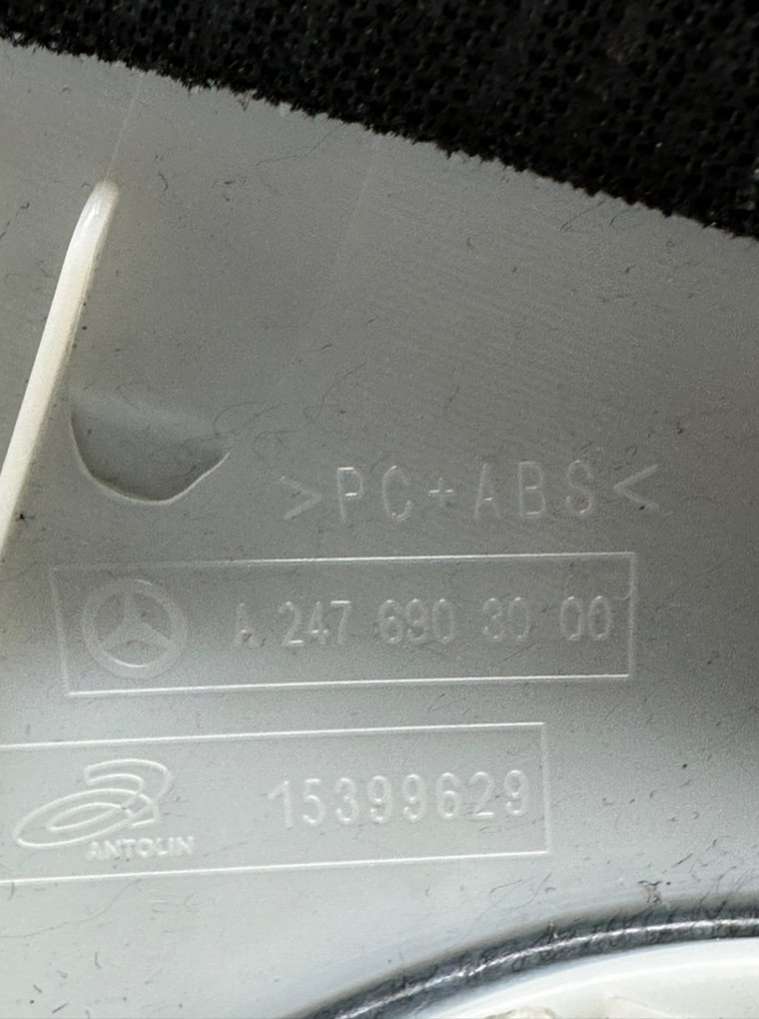 >PC+ABS<
A 247 690 30 00
ANTOLIN 15399629